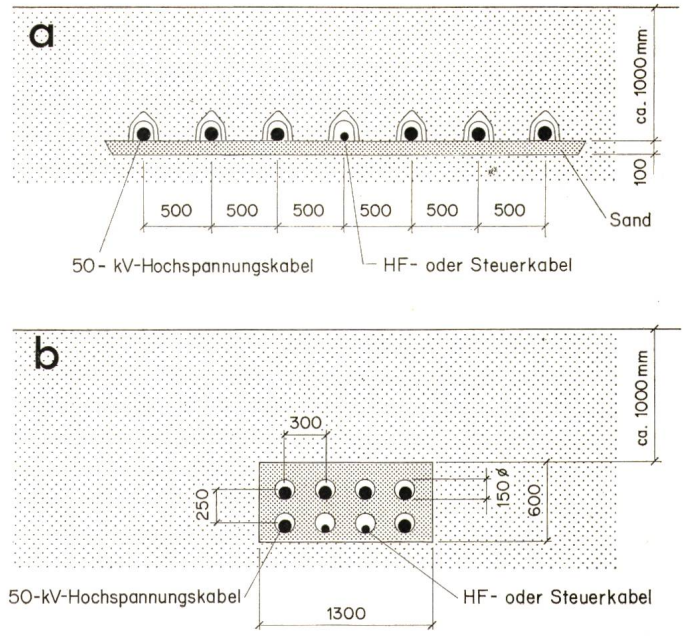 a
ca. 1000 mm
100
500 500 500 500 500 500
Sand
50- kV-Hochspannungskabel
HF- oder Steuerkabel
b
ca. 1000 mm
300
250
150 ø
600
50-kV-Hochspannungskabel
HF- oder Steuerkabel
1300